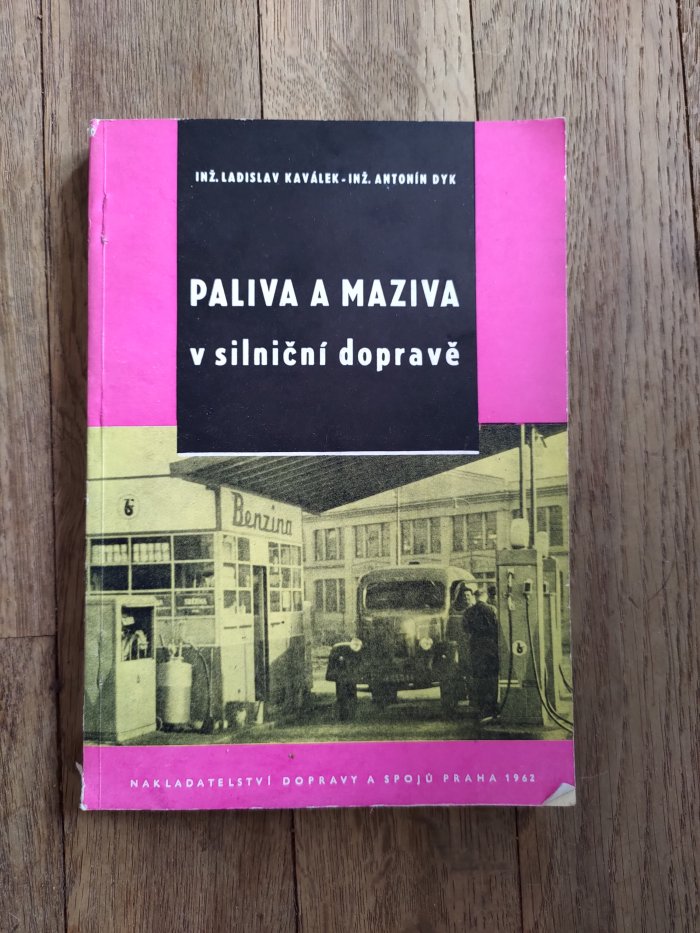 INŽ. LADISLAV KAVÁLEK - INŽ. ANTONÍN DYK
PALIVA A MAZIVA
v silniční dopravě
Benzina
NAKLADATELSTVÍ DOPRAVY A SPOJŮ PRAHA 1962